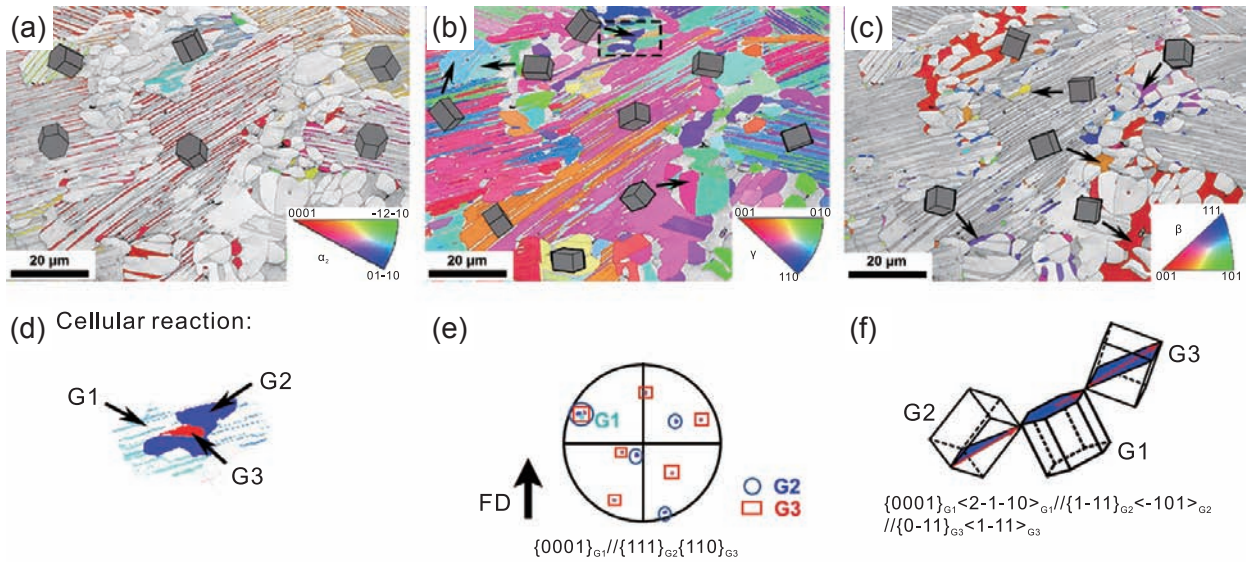 (a)
0001
-12-10
α₂
01-10
20 μm
(b)
001
010
γ
110
20 μm
(c)
111
β
001
101
20 μm
(d) Cellular reaction:
G1
G2
G3
(e)
G1
FD
G2
G3
{0001}G1//{111}G2{110}G3
(f)
G3
G2
G1
{0001}G1<2-1-10>G1//{1-11}G2<-101>G2
//{0-11}G3<1-11>G3